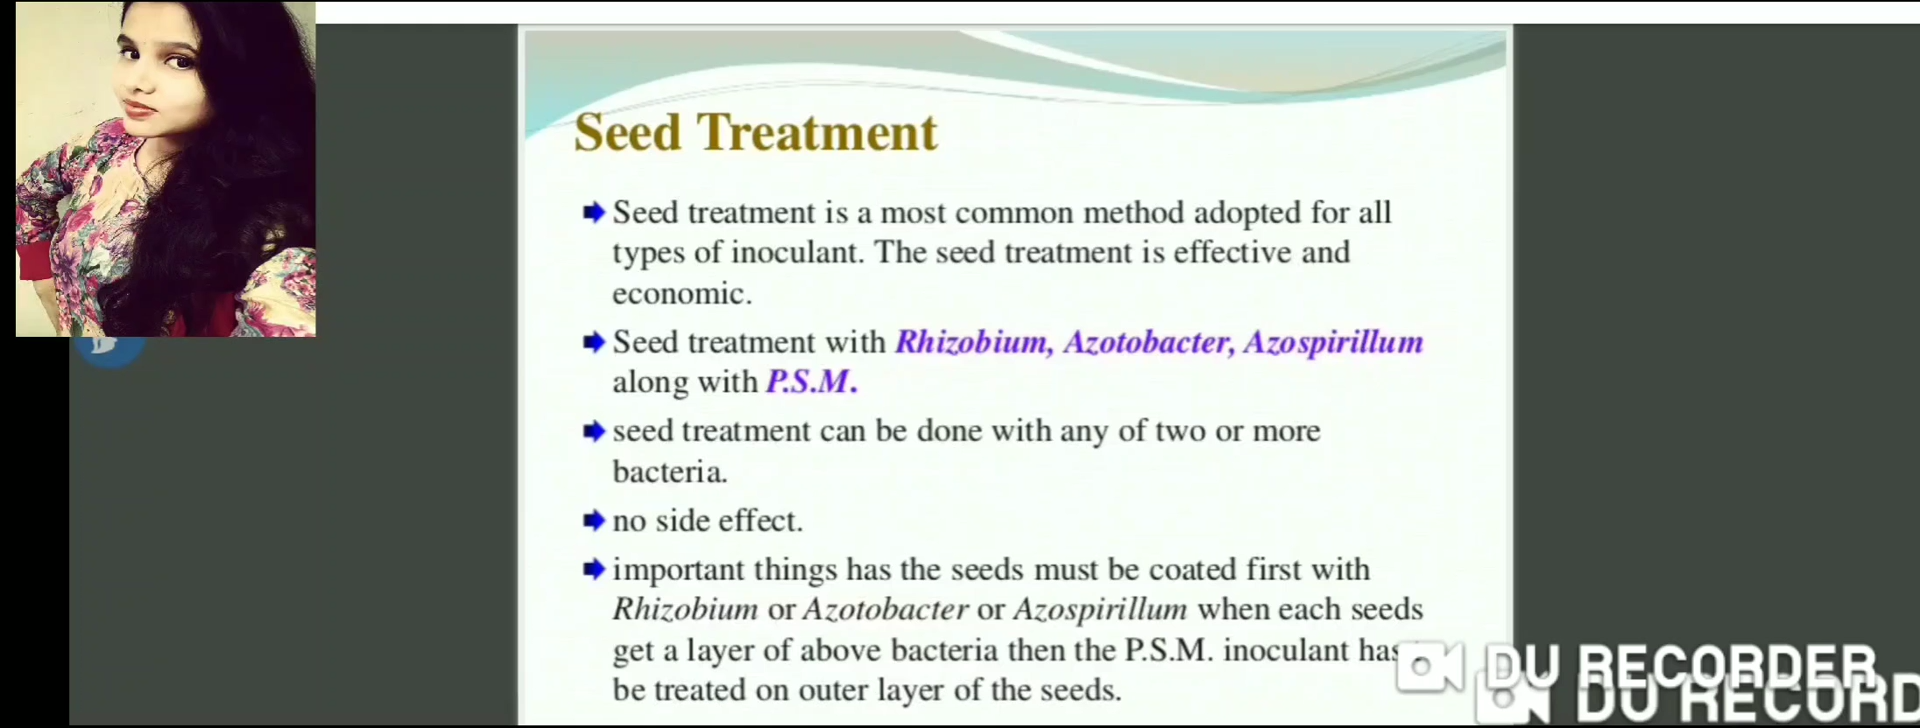 Seed Treatment
Seed treatment is a most common method adopted for all
types of inoculant. The seed treatment is effective and
economic.
Seed treatment with Rhizobium, Azotobacter, Azospirillum
along with P.S.M.
seed treatment can be done with any of two or more
bacteria.
no side effect.
important things has the seeds must be coated first with
Rhizobium or Azotobacter or Azospirillum when each seeds
get a layer of above bacteria then the P.S.M. inoculant has
be treated on outer layer of the seeds.
DU RECORDER
DU RECORD